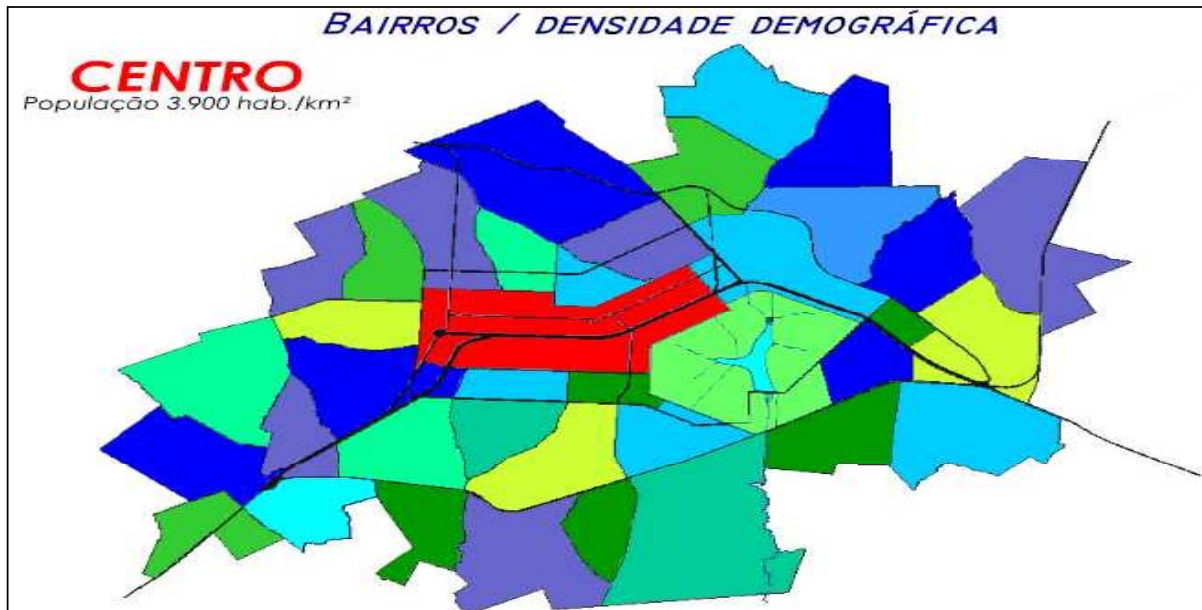 BAIRROS / DENSIDADE DEMOGRÁFICA
CENTRO
População 3.900 hab./km²